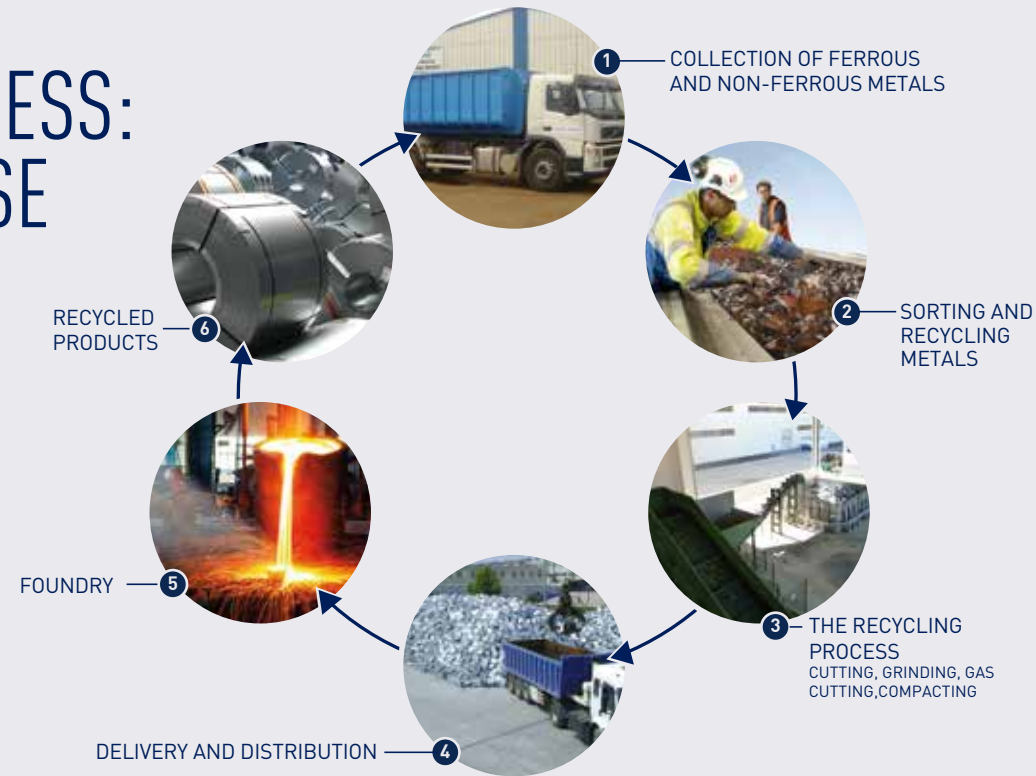 ESS:
SE
1
COLLECTION OF FERROUS
AND NON-FERROUS METALS
2
SORTING AND
RECYCLING
METALS
3
THE RECYCLING
PROCESS
CUTTING, GRINDING, GAS
CUTTING,COMPACTING
4
DELIVERY AND DISTRIBUTION
5
FOUNDRY
6
RECYCLED
PRODUCTS